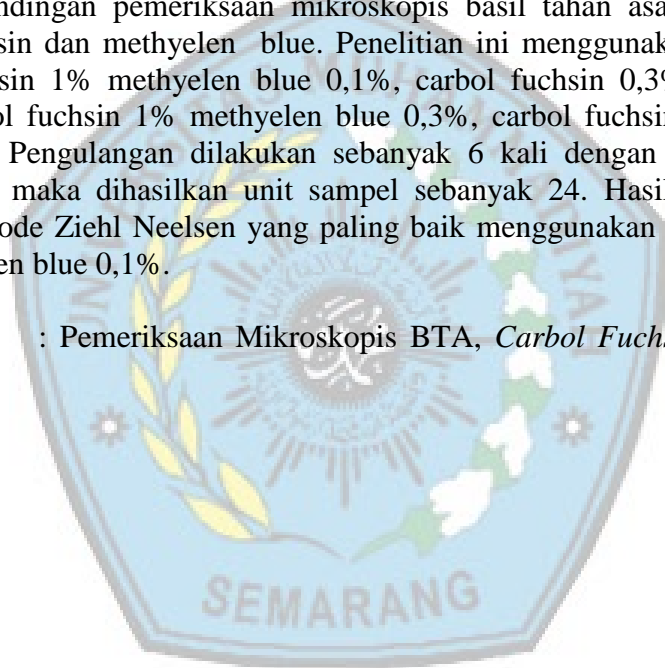 ndingan pemeriksaan mikroskopis basil tahan asa
sin dan methyelen blue. Penelitian ini menggunak
sin 1% methyelen blue 0,1%, carbol fuchsin 0,3%
ol fuchsin 1% methyelen blue 0,3%, carbol fuchsin
Pengulangan dilakukan sebanyak 6 kali dengan
maka dihasilkan unit sampel sebanyak 24. Hasil
ode Ziehl Neelsen yang paling baik menggunakan
en blue 0,1%.
: Pemeriksaan Mikroskopis BTA, Carbol Fuchs
SEMARANG